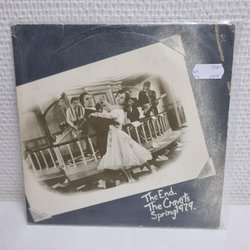 The End.
The Cravats
Spring 1979.